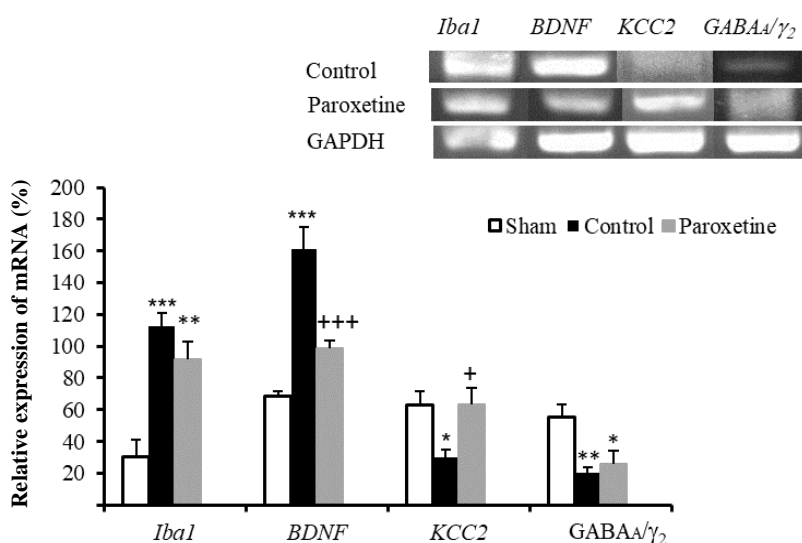 Iba1 BDNF KCC2 GABAA/γ2
Control
Paroxetine
GAPDH
Relative expression of mRNA (%)
200
180
160
140
120
100
80
60
40
20
Sham Control Paroxetine
***
**
***
+++
*
+
**
*
Iba1 BDNF KCC2 GABAA/γ2